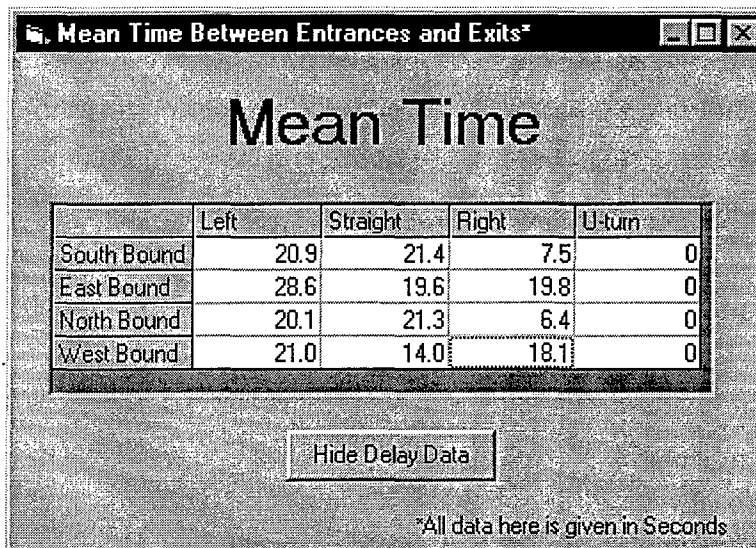 Mean Time Between Entrances and Exits*
Mean Time
Left Straight Right U-turn
South Bound 20.9 21.4 7.5 0
East Bound 28.6 19.6 19.8 0
North Bound 20.1 21.3 6.4 0
West Bound 21.0 14.0 18.1 0
Hide Delay Data
*All data here is given in Seconds